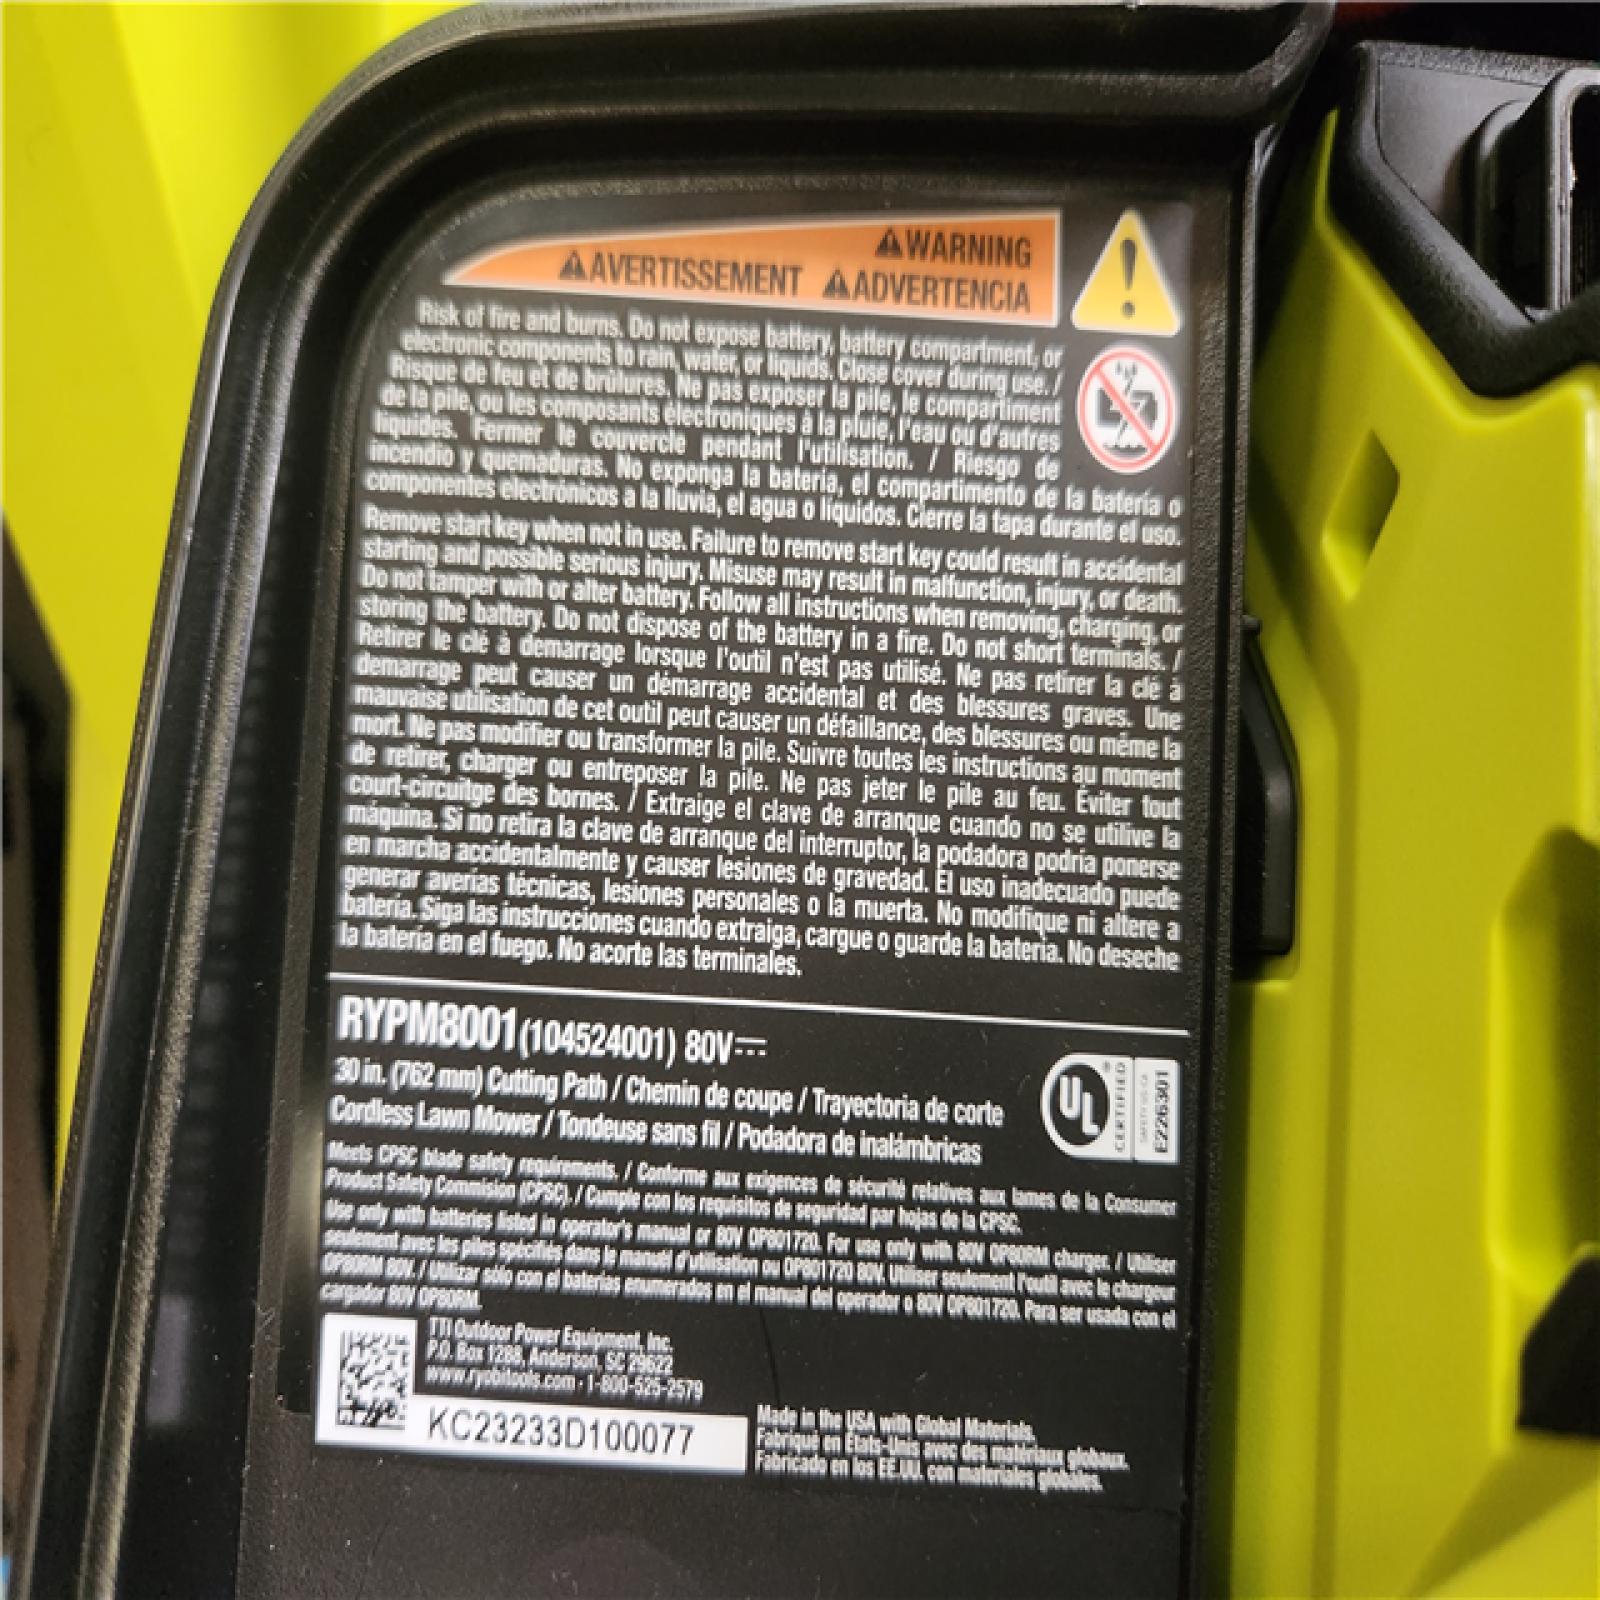 WARNING
AVERTISSEMENT ADVERTENCIA
Risk of fire and burns. Do not expose battery, battery compartment, or
electronic components to rain, water, or liquids. Close cover during use. /
Risque de feu et de brûlures. Ne pas exposer la pile, le compartiment
de la pile, ou les composants électroniques à la pluie, l'eau ou d'autres
liquides. Fermer le couvercle pendant l'utilisation. / Riesgo de
incendio y quemaduras. No exponga la batería, el compartimento de la batería o
componentes electrónicos a la lluvia, el agua o líquidos. Cierre la tapa durante el uso.
Remove start key when not in use. Failure to remove start key could result in accidental
starting and possible serious injury. Misuse may result in malfunction, injury, or death.
Do not tamper with or alter battery. Follow all instructions when removing, charging, or
storing the battery. Do not dispose of the battery in a fire. Do not short terminals. /
Retirer le clé à demarrage lorsque l'outil n'est pas utilisé. Ne pas retirer la clé à
demarrage peut causer un démarrage accidental et des blessures graves. Une
mauvaise utilisation de cet outil peut causer un défaillance, des blessures ou même la
mort. Ne pas modifier ou transformer la pile. Suivre toutes les instructions au moment
de retirer, charger ou entreposer la pile. Ne pas jeter le pile au feu. Éviter tout
court-circuitge des bornes. / Extraige el clave de arranque cuando no se utilive la
máquina. Si no retira la clave de arranque del interruptor, la podadora podría ponerse
en marcha accidentalmente y causer lesiones de gravedad. El uso inadecuado puede
generar averías técnicas, lesiones personales o la muerta. No modifique ni altere a
batería. Siga las instrucciones cuando extraiga, cargue o guarde la batería. No deseche
la batería en el fuego. No acorte las terminales.
RYPM8001 (104524001) 80V
30 in. (762 mm) Cutting Path / Chemin de coupe / Trayectoria de corte
Cordless Lawn Mower / Tondeuse sans fil / Podadora de inalámbricas
UL ® CERTIFIED
SAFETY US-CA
E226301
Meets CPSC blade safety requirements. / Conforme aux exigences de sécurité relatives aux lames de la Consumer
Product Safety Commision (CPSC). / Cumple con los requisitos de seguridad par hojas de la CPSC.
Use only with batteries listed in operator's manual or 80V OP801720. For use only with 80V OP80RM charger. / Utiliser
seulement avec les piles spécifiés dans le manuel d'utilisation ou OP801720 80V. Utiliser seulement l'outil avec le chargeur
OP80RM 80V. / Utilizar sólo con el baterías enumerados en el manual del operador o 80V OP801720. Para ser usada con el
cargador 80V OP80RM.
TTI Outdoor Power Equipment, Inc.
P.O. Box 1288, Anderson, SC 29622
www.ryobitools.com · 1-800-525-2579
KC23233D100077
Made in the USA with Global Materials.
Fabriqué en États-Unis avec des matériaux globaux.
Fabricado en los EE.UU. con materiales globales.